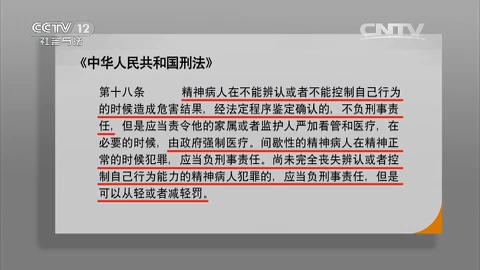 CCTV 12
社会与法
CNTV
《中华人民共和国刑法》
第十八条 精神病人在不能辨认或者不能控制自己行为
的时候造成危害结果，经法定程序鉴定确认的，不负刑事责
任，但是应当责令他的家属或者监护人严加看管和医疗，在
必要的时候，由政府强制医疗。间歇性的精神病人在精神正
常的时候犯罪，应当负刑事责任。尚未完全丧失辨认或者控
制自己行为能力的精神病人犯罪的，应当负刑事责任，但是
可以从轻或者减轻罚。